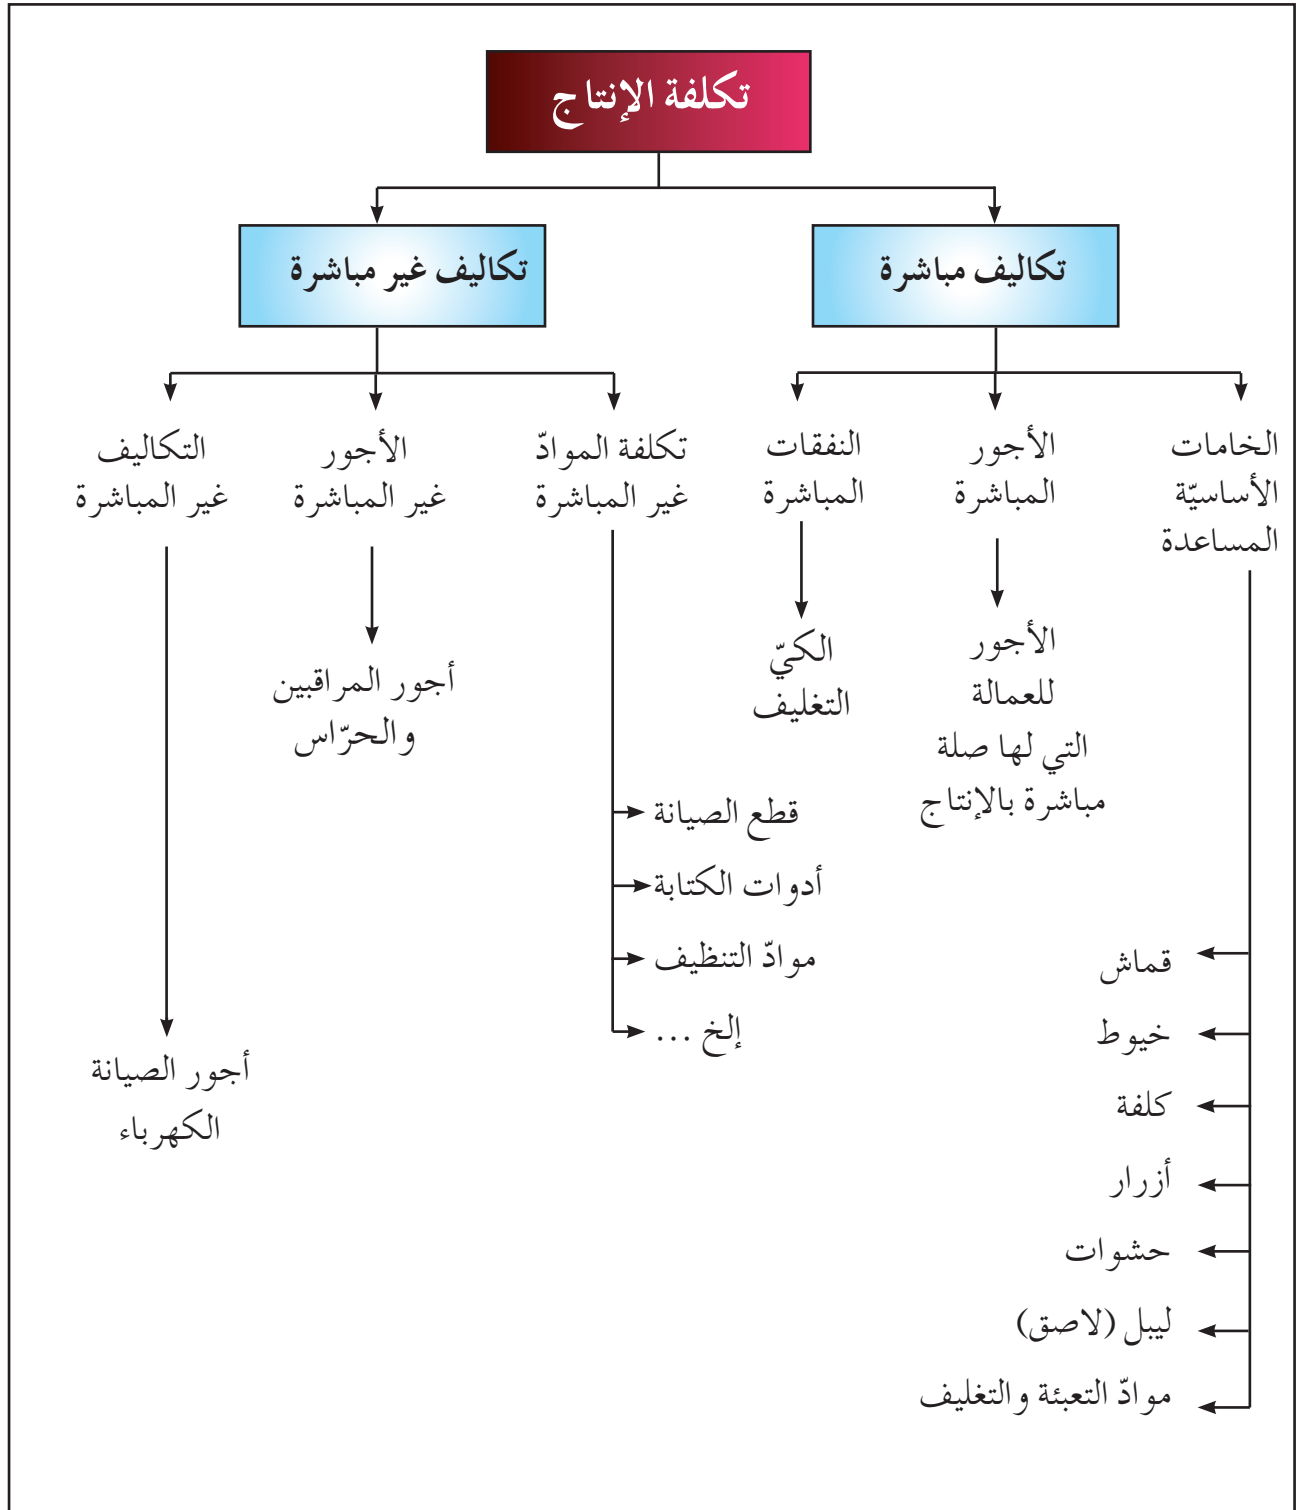 تكلفة الإنتاج
تكاليف مباشرة
تكاليف غير مباشرة
الخامات
الأساسيّة
المساعدة
الأجور
المباشرة
النفقات
المباشرة
تكلفة الموادّ
غير المباشرة
الأجور
غير المباشرة
التكاليف
غير المباشرة
قماش
خيوط
كلفة
أزرار
حشوات
ليبل (لاصق)
موادّ التعبئة والتغليف
الأجور
للعمالة
التي لها صلة
مباشرة بالإنتاج
الكيّ
التغليف
قطع الصيانة
أدوات الكتابة
موادّ التنظيف
إلخ ...
أجور المراقبين
والحرّاس
أجور الصيانة
الكهرباء